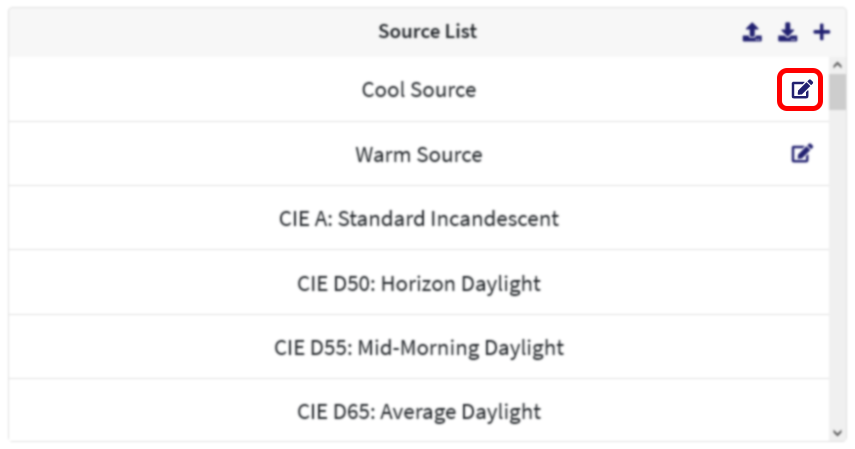 Source List
Cool Source
Warm Source
CIE A: Standard Incandescent
CIE D50: Horizon Daylight
CIE D55: Mid-Morning Daylight
CIE D65: Average Daylight